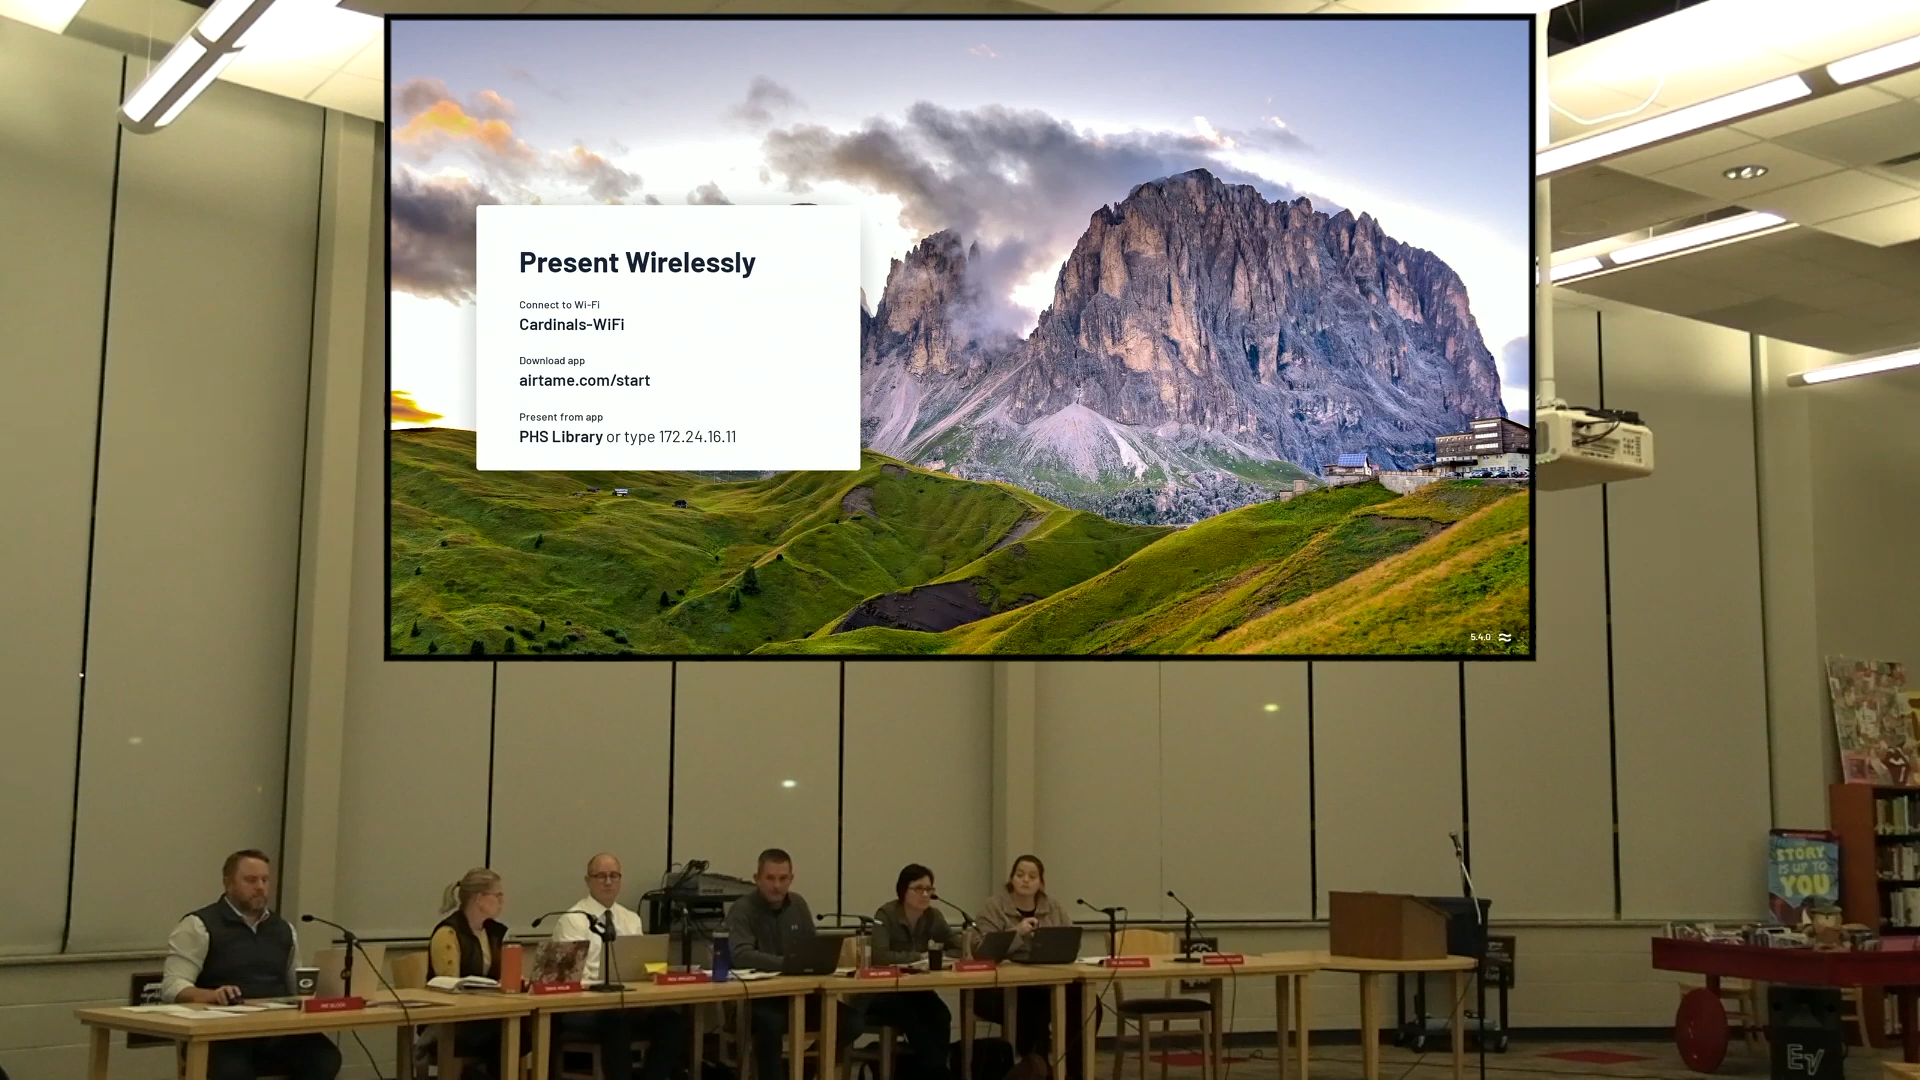 Present Wirelessly
Connect to Wi-Fi
Cardinals-WiFi
Download app
airtame.com/start
Present from app
PHS Library or type 172.24.16.11
5.4.0
STORY
IS UP TO
YOU
EV